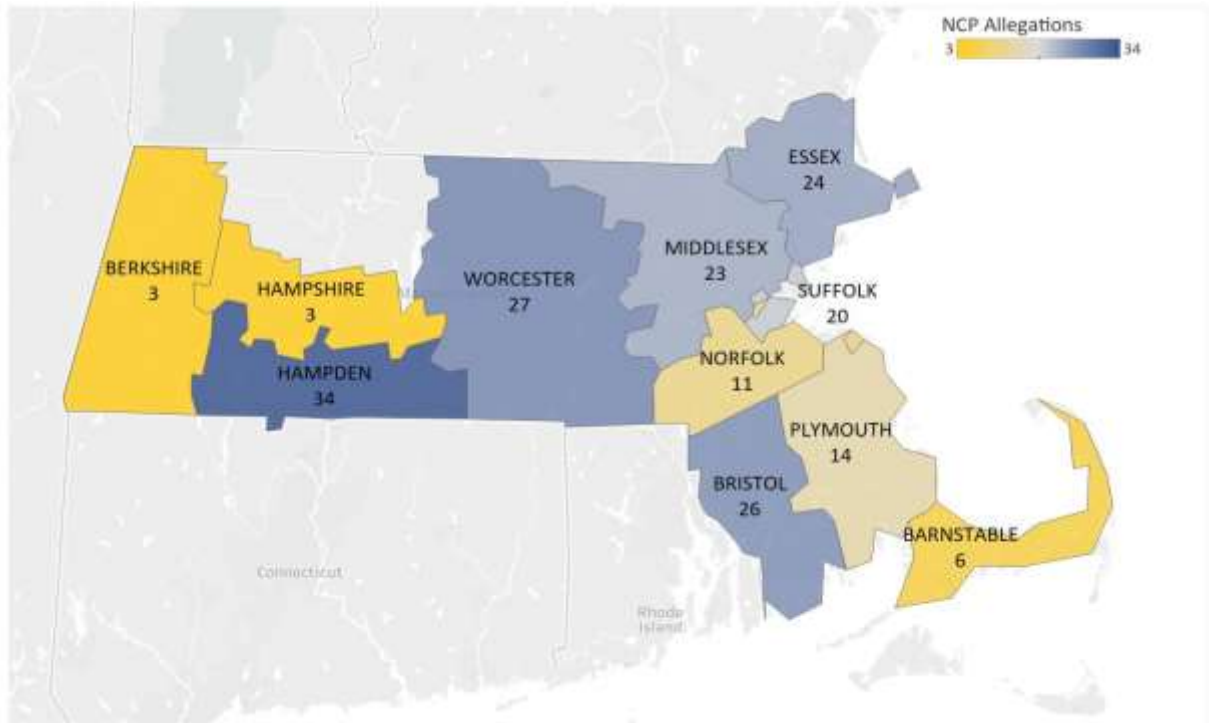 NCP Allegations
3
34
ESSEX
24
MIDDLESEX
23
BERKSHIRE
3
HAMPSHIRE
3
WORCESTER
27
SUFFOLK
20
HAMPDEN
34
NORFOLK
11
PLYMOUTH
14
BRISTOL
26
BARNSTABLE
6
Connecticut
Rhode
Island